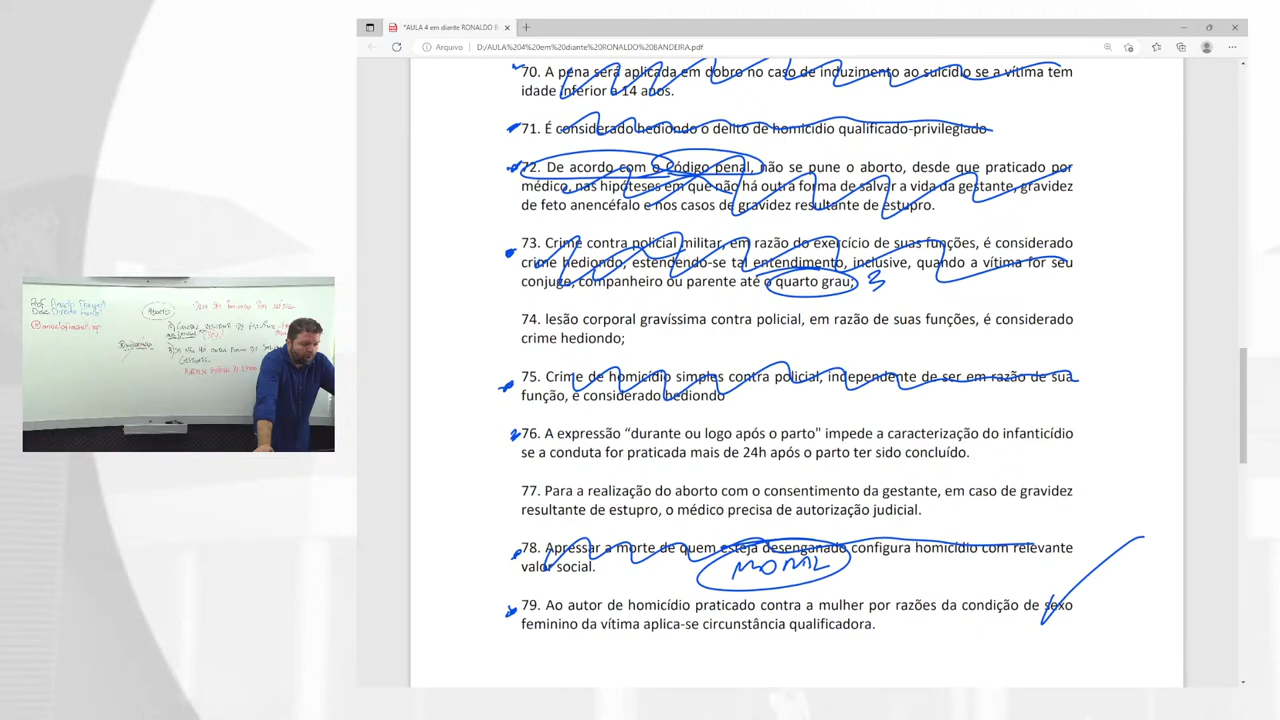 *AULA 4 em diante RONALDO B
Arquivo
D:/AULA%204%20em%20diante%20RONALDO%20BANDEIRA.pdf
70. A pena será aplicada em dobro no caso de induzimento ao suicídio se a vítima tem
idade inferior a 14 anos.
71. É considerado hediondo o delito de homicídio qualificado-privilegiado
72. De acordo com o Código penal, não se pune o aborto, desde que praticado por
médico, nas hipóteses em que não há outra forma de salvar a vida da gestante, gravidez
de feto anencéfalo e nos casos de gravidez resultante de estupro.
73. Crime contra policial militar, em razão do exercício de suas funções, é considerado
crime hediondo, estendendo-se tal entendimento, inclusive, quando a vítima for seu
conjuge, companheiro ou parente até o quarto grau; 3
74. lesão corporal gravíssima contra policial, em razão de suas funções, é considerado
crime hediondo;
75. Crime de homicídio simples contra policial, independente de ser em razão de sua
função, é considerado hediondo
76. A expressão “durante ou logo após o parto" impede a caracterização do infanticídio
se a conduta for praticada mais de 24h após o parto ter sido concluído.
77. Para a realização do aborto com o consentimento da gestante, em caso de gravidez
resultante de estupro, o médico precisa de autorização judicial.
78. Apressar a morte de quem esteja desenganado configura homicídio com relevante
valor social.
MORAL
79. Ao autor de homicídio praticado contra a mulher por razões da condição de sexo
feminino da vítima aplica-se circunstância qualificadora.
Aborto